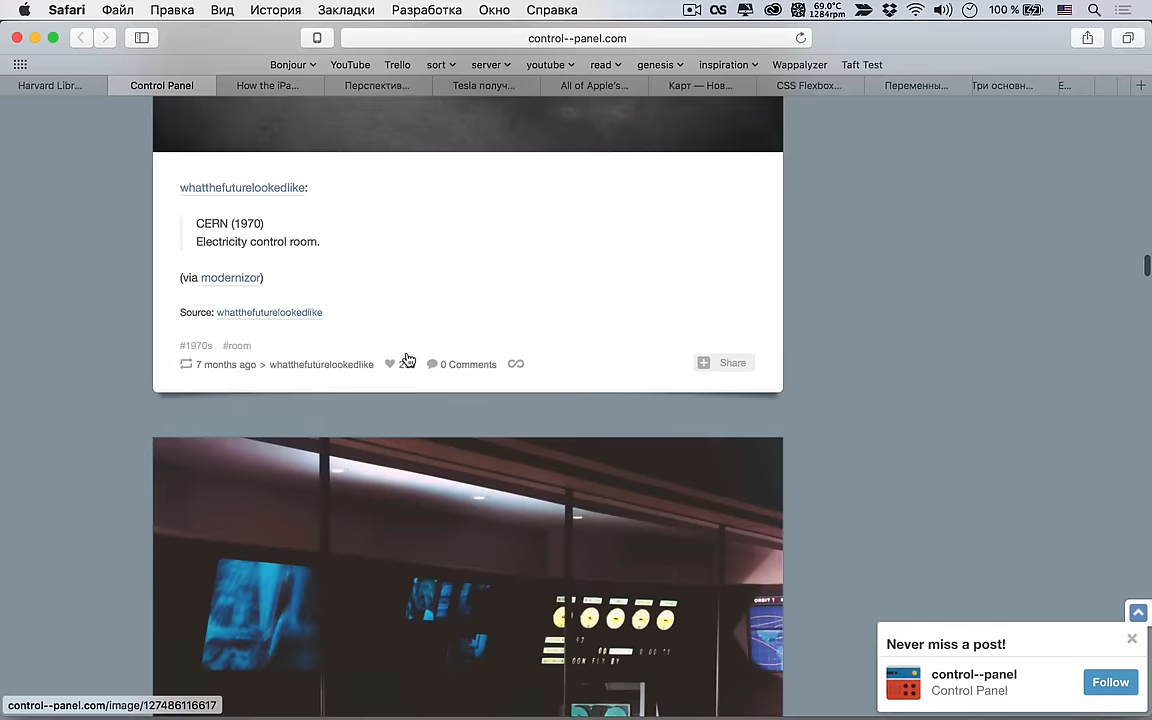 Safari Файл Правка Вид История Закладки Разработка Окно Справка OS 69.0°C 1284rpm 100 %
control--panel.com
Bonjour YouTube Trello sort server youtube read genesis inspiration Wappalyzer Taft Test
Harvard Libr... Control Panel How the iPa... Перспектив... Tesla получ... All of Apple's... Карт — Нов... CSS Flexbox... Переменны... Три основн... E...
whatthefuturelookedlike:
CERN (1970)
Electricity control room.
(via modernizor)
Source: whatthefuturelookedlike
#1970s #room
7 months ago > whatthefuturelookedlike 0 Comments Share
ORBIT 1
Never miss a post!
control--panel
Control Panel
Follow
control--panel.com/image/127486116617